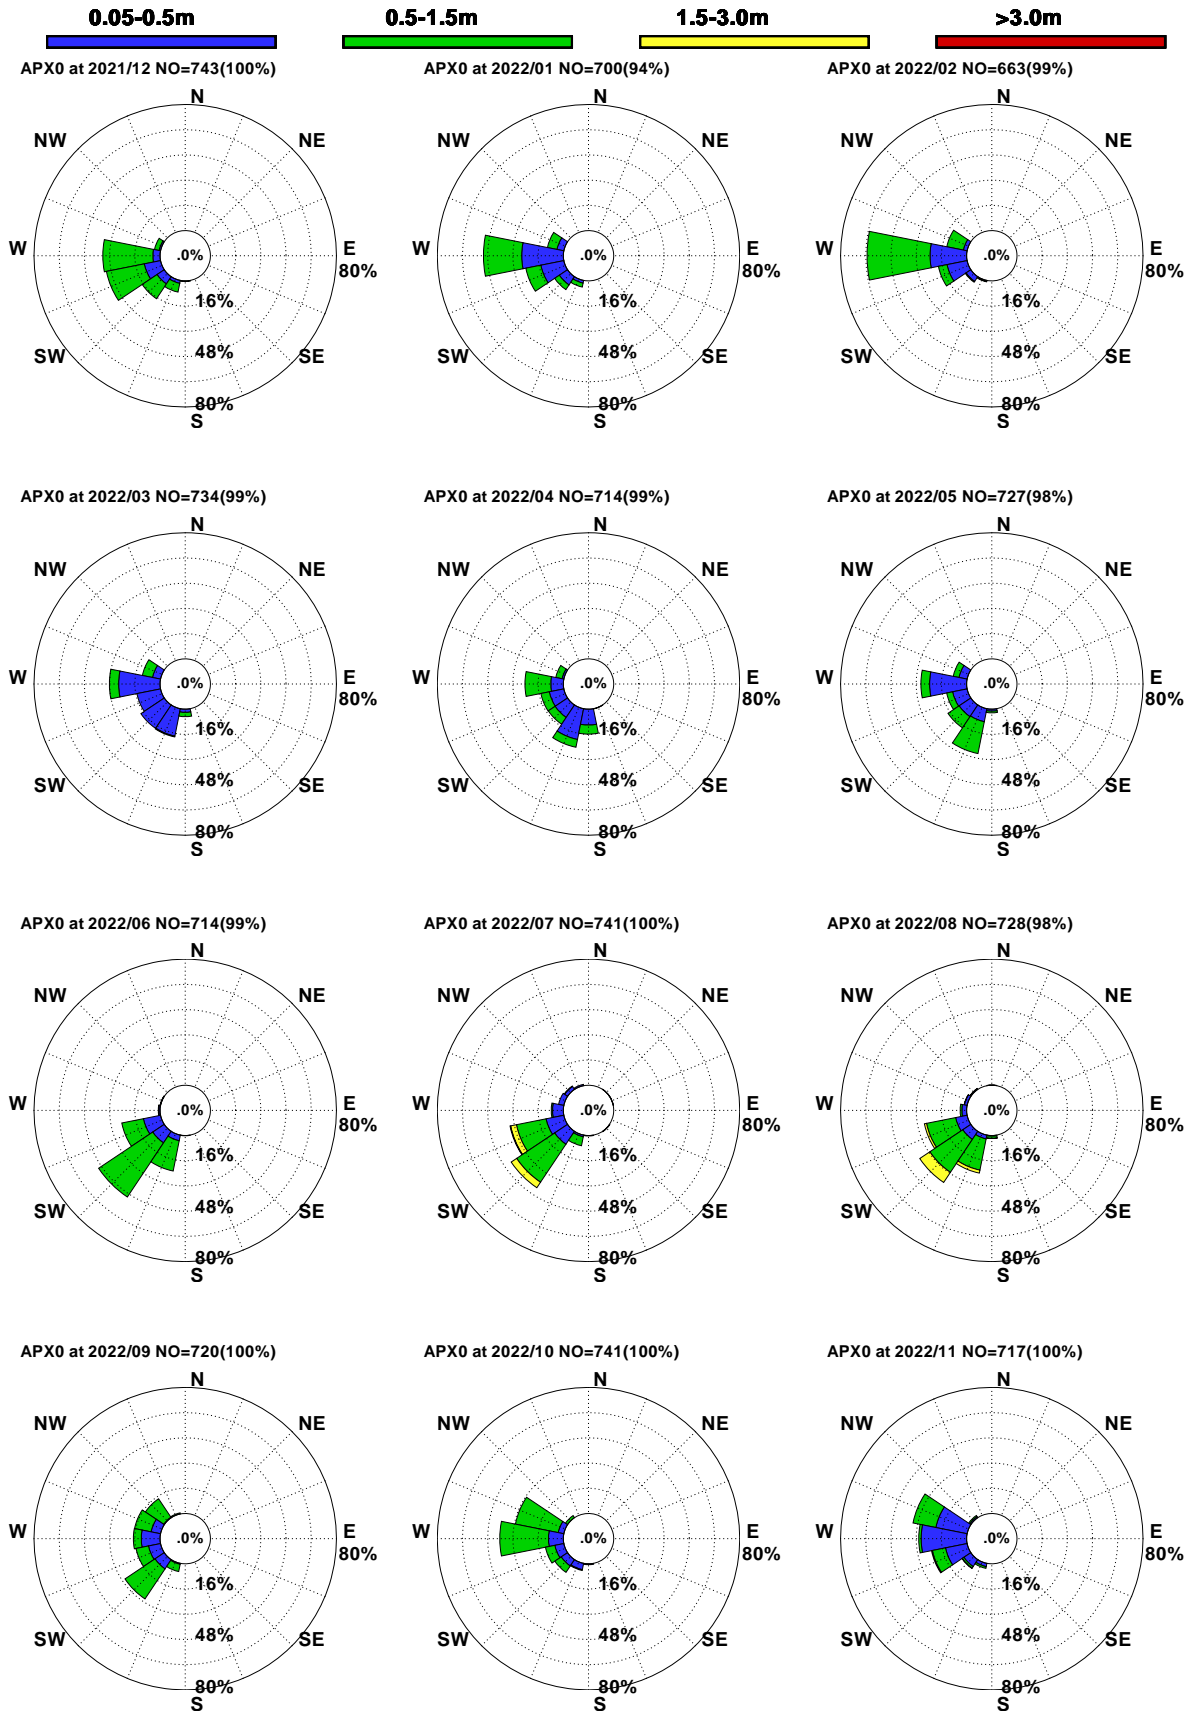 0.05-0.5m 0.5-1.5m 1.5-3.0m >3.0m
APX0 at 2021/12 NO=743(100%)
N
NW NE
W .0% E
80%
16%
48%
SW SE
80%
S
APX0 at 2022/01 NO=700(94%)
N
NW NE
W .0% E
80%
16%
48%
SW SE
80%
S
APX0 at 2022/02 NO=663(99%)
N
NW NE
W .0% E
80%
16%
48%
SW SE
80%
S
APX0 at 2022/03 NO=734(99%)
N
NW NE
W .0% E
80%
16%
48%
SW SE
80%
S
APX0 at 2022/04 NO=714(99%)
N
NW NE
W .0% E
80%
16%
48%
SW SE
80%
S
APX0 at 2022/05 NO=727(98%)
N
NW NE
W .0% E
80%
16%
48%
SW SE
80%
S
APX0 at 2022/06 NO=714(99%)
N
NW NE
W .0% E
80%
16%
48%
SW SE
80%
S
APX0 at 2022/07 NO=741(100%)
N
NW NE
W .0% E
80%
16%
48%
SW SE
80%
S
APX0 at 2022/08 NO=728(98%)
N
NW NE
W .0% E
80%
16%
48%
SW SE
80%
S
APX0 at 2022/09 NO=720(100%)
N
NW NE
W .0% E
80%
16%
48%
SW SE
80%
S
APX0 at 2022/10 NO=741(100%)
N
NW NE
W .0% E
80%
16%
48%
SW SE
80%
S
APX0 at 2022/11 NO=717(100%)
N
NW NE
W .0% E
80%
16%
48%
SW SE
80%
S